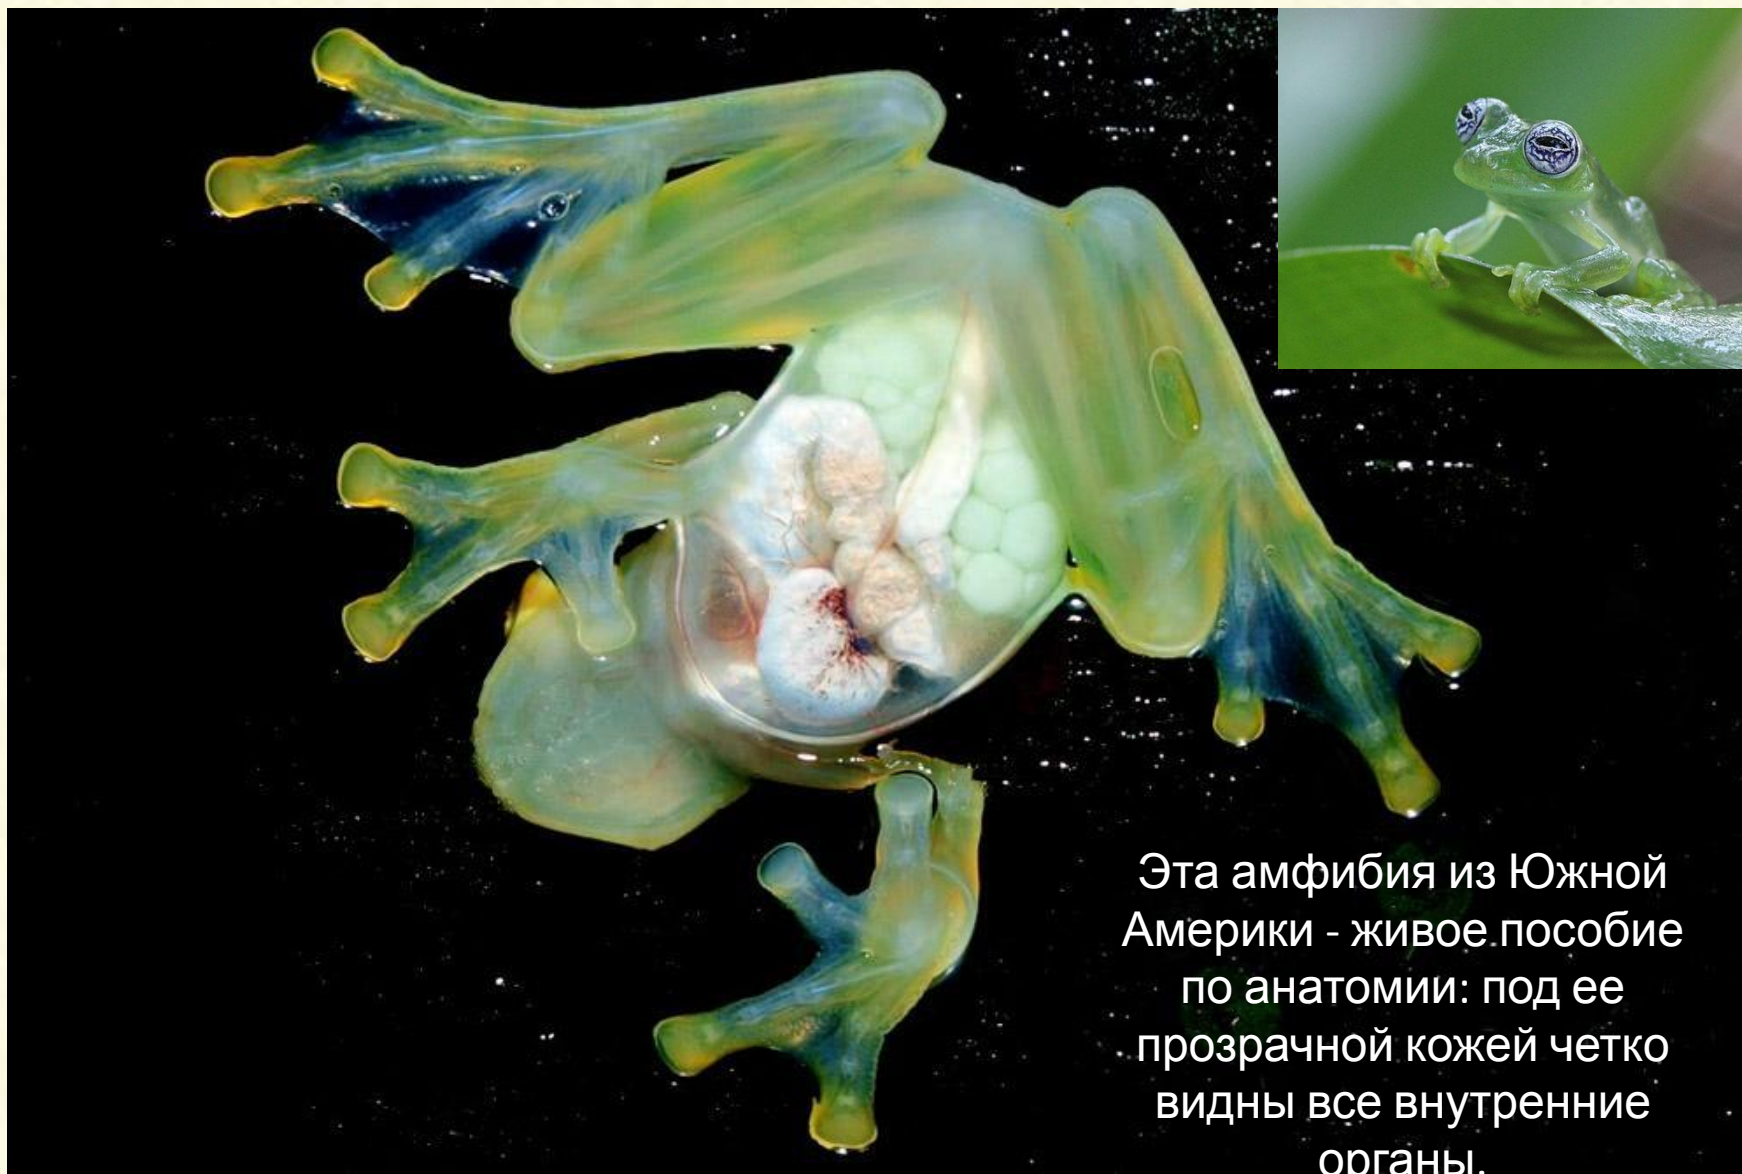 Эта амфибия из Южной
Америки - живое пособие
по анатомии: под ее
прозрачной кожей четко
видны все внутренние
органы.